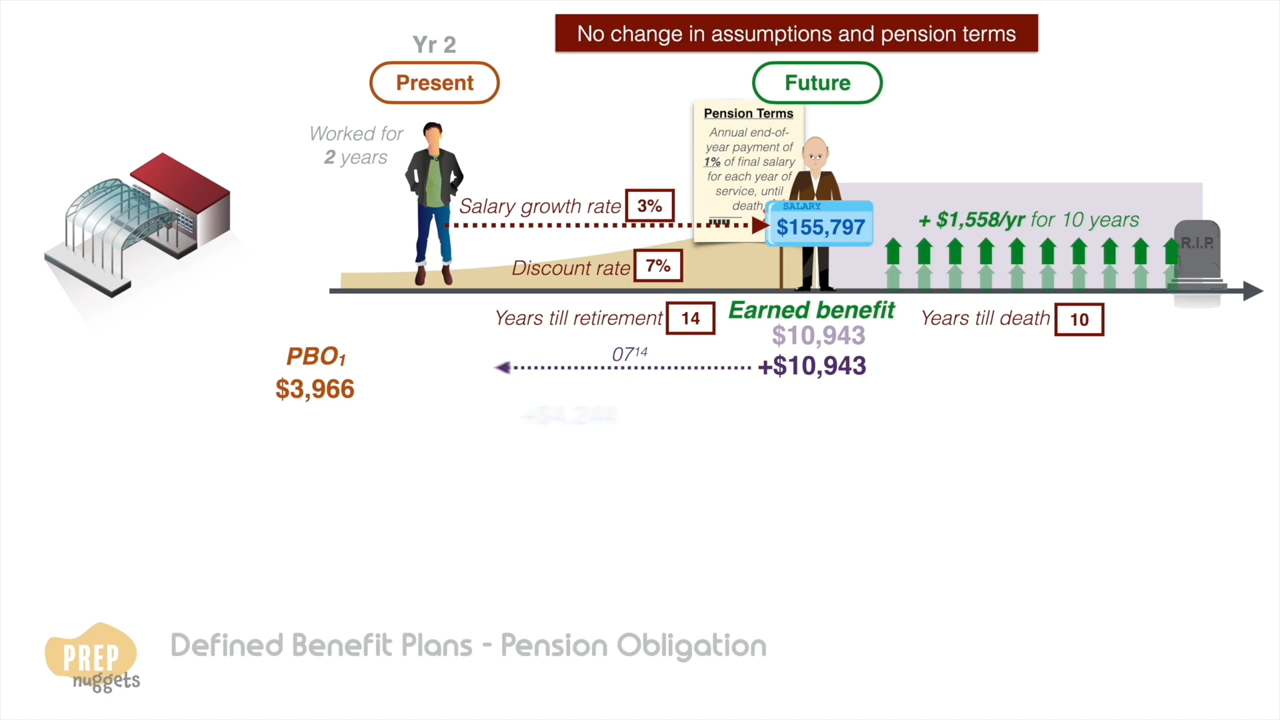 No change in assumptions and pension terms
Yr 2
Present
Future
Worked for
2 years
Pension Terms
Annual end-of-
year payment of
1% of final salary
for each year of
service, until
death,
SALARY
$155,797
Salary growth rate 3%
+ $1,558/yr for 10 years
R.I.P.
Discount rate 7%
Years till retirement 14
Earned benefit
Years till death 10
$10,943
PBO₁
07¹⁴
+$10,943
$3,966
+$4,244
Defined Benefit Plans - Pension Obligation
PREP
nuggets